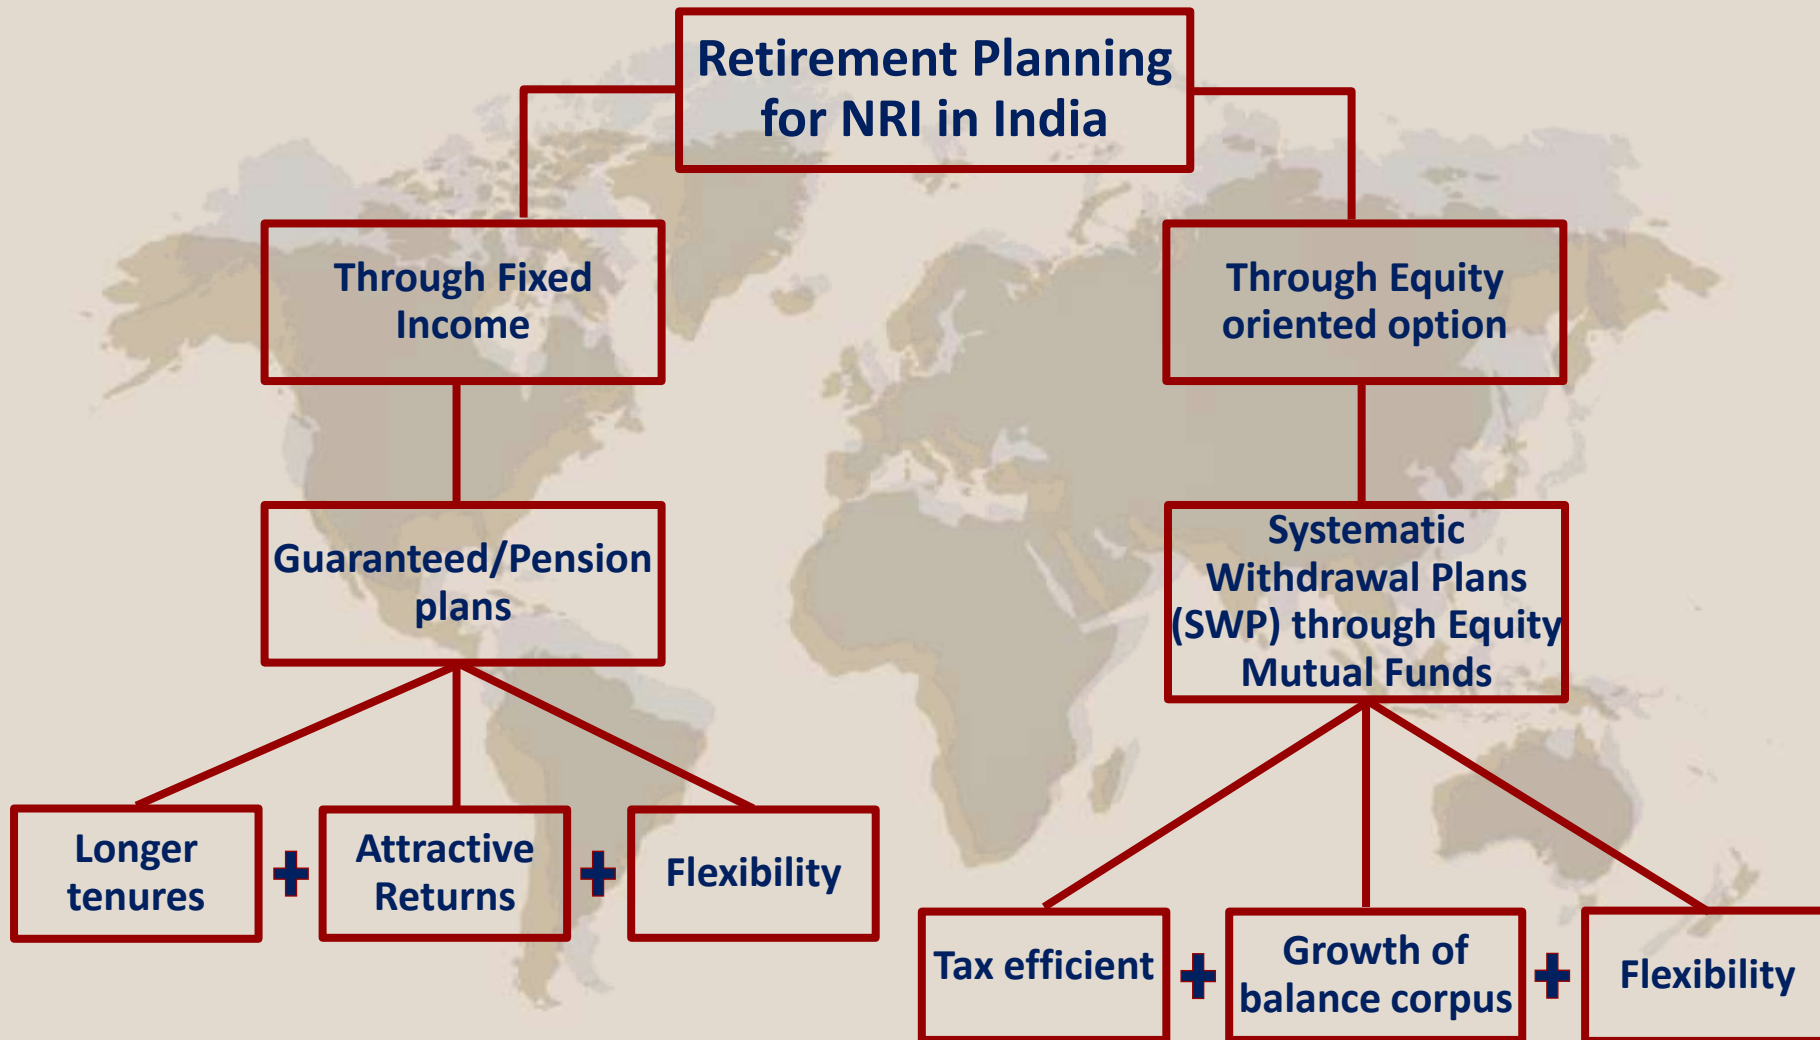 Retirement Planning
for NRI in India
Through Fixed
Income
Through Equity
oriented option
Guaranteed/Pension
plans
Systematic
Withdrawal Plans
(SWP) through Equity
Mutual Funds
Longer
tenures
Attractive
Returns
Flexibility
Tax efficient
Growth of
balance corpus
Flexibility